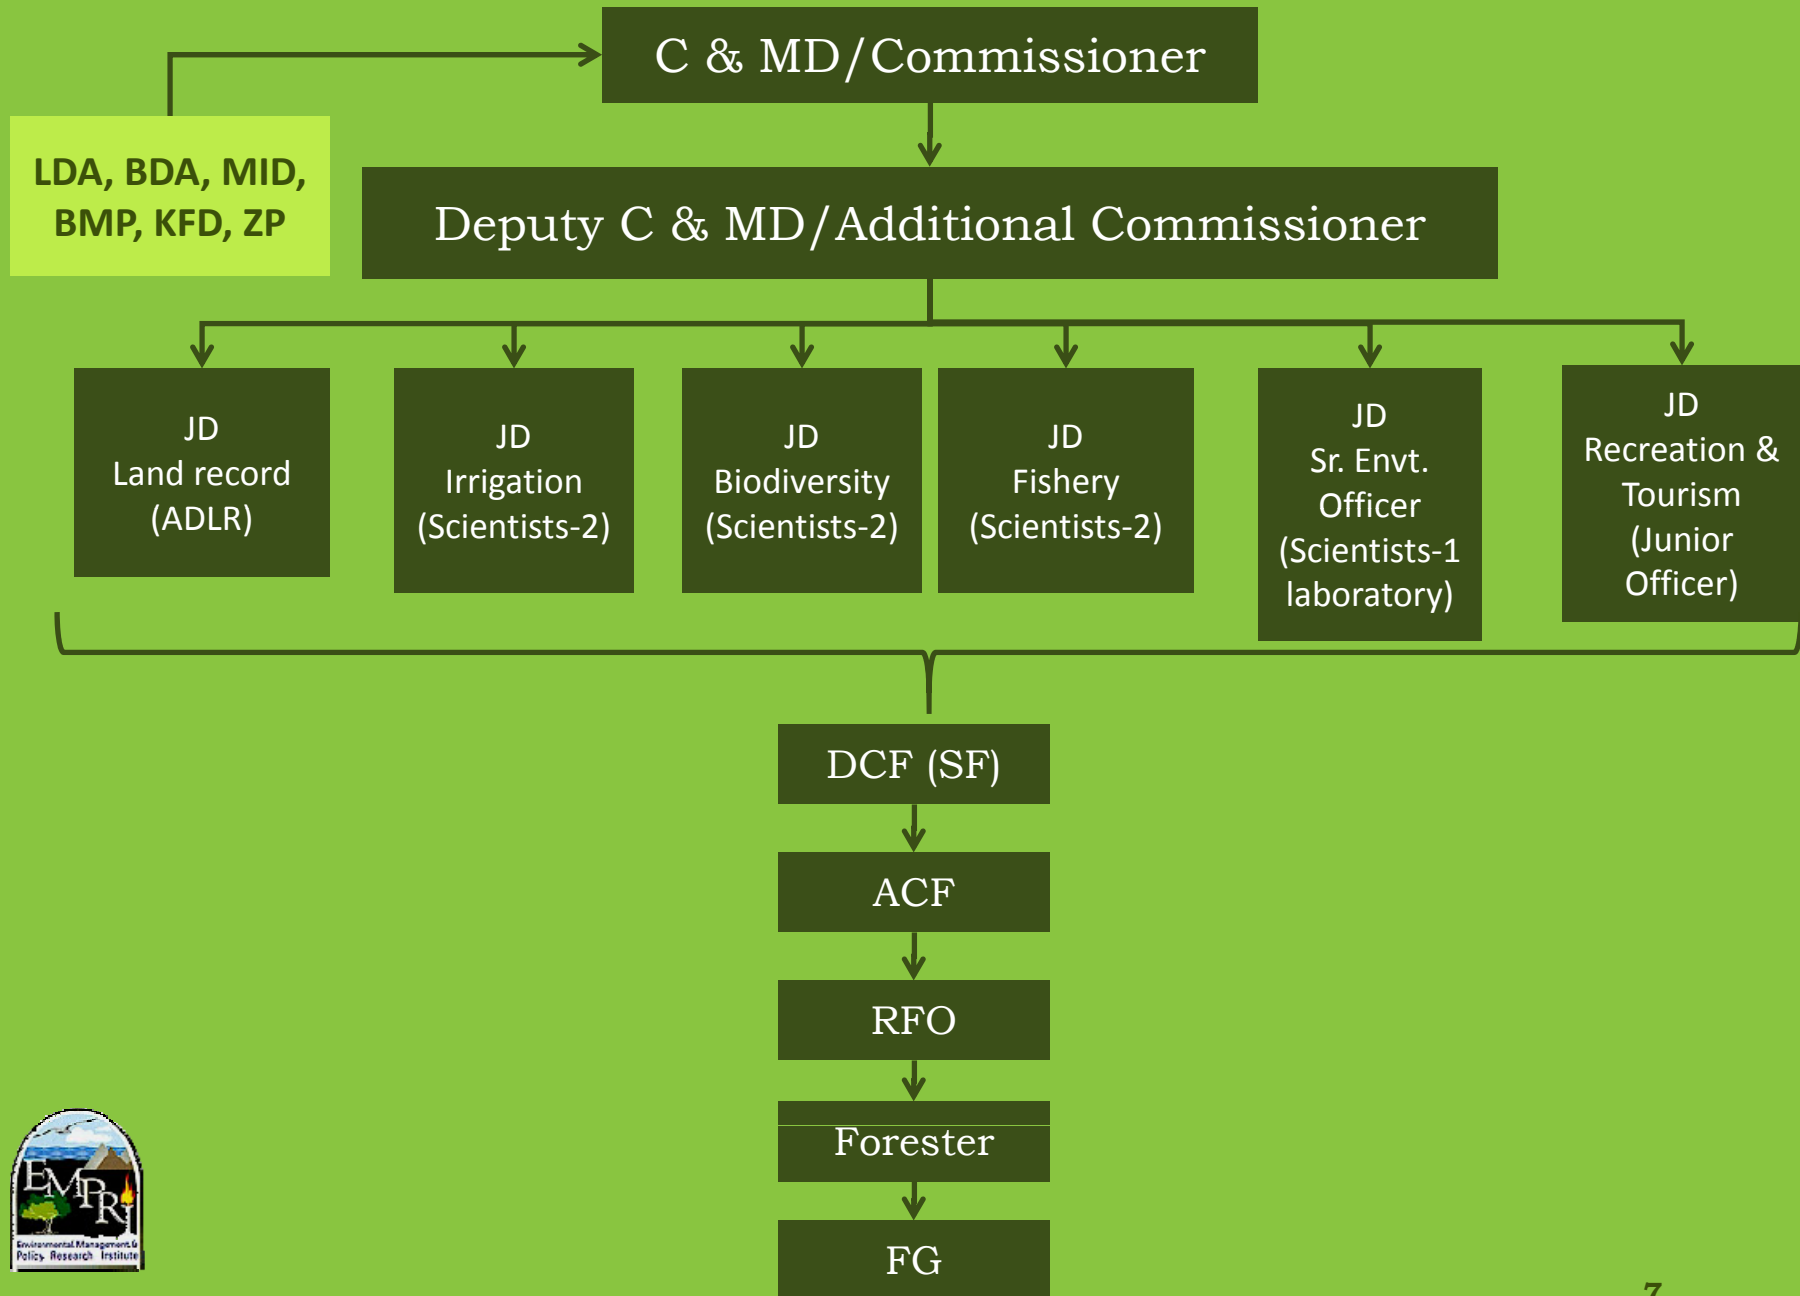 C & MD/Commissioner
LDA, BDA, MID,
BMP, KFD, ZP
Deputy C & MD/Additional Commissioner
JD
Land record
(ADLR)
JD
Irrigation
(Scientists-2)
JD
Biodiversity
(Scientists-2)
JD
Fishery
(Scientists-2)
JD
Sr. Envt.
Officer
(Scientists-1
laboratory)
JD
Recreation &
Tourism
(Junior
Officer)
DCF (SF)
ACF
RFO
Forester
FG
EMPRI
Environmental Management &
Policy Research Institute
7